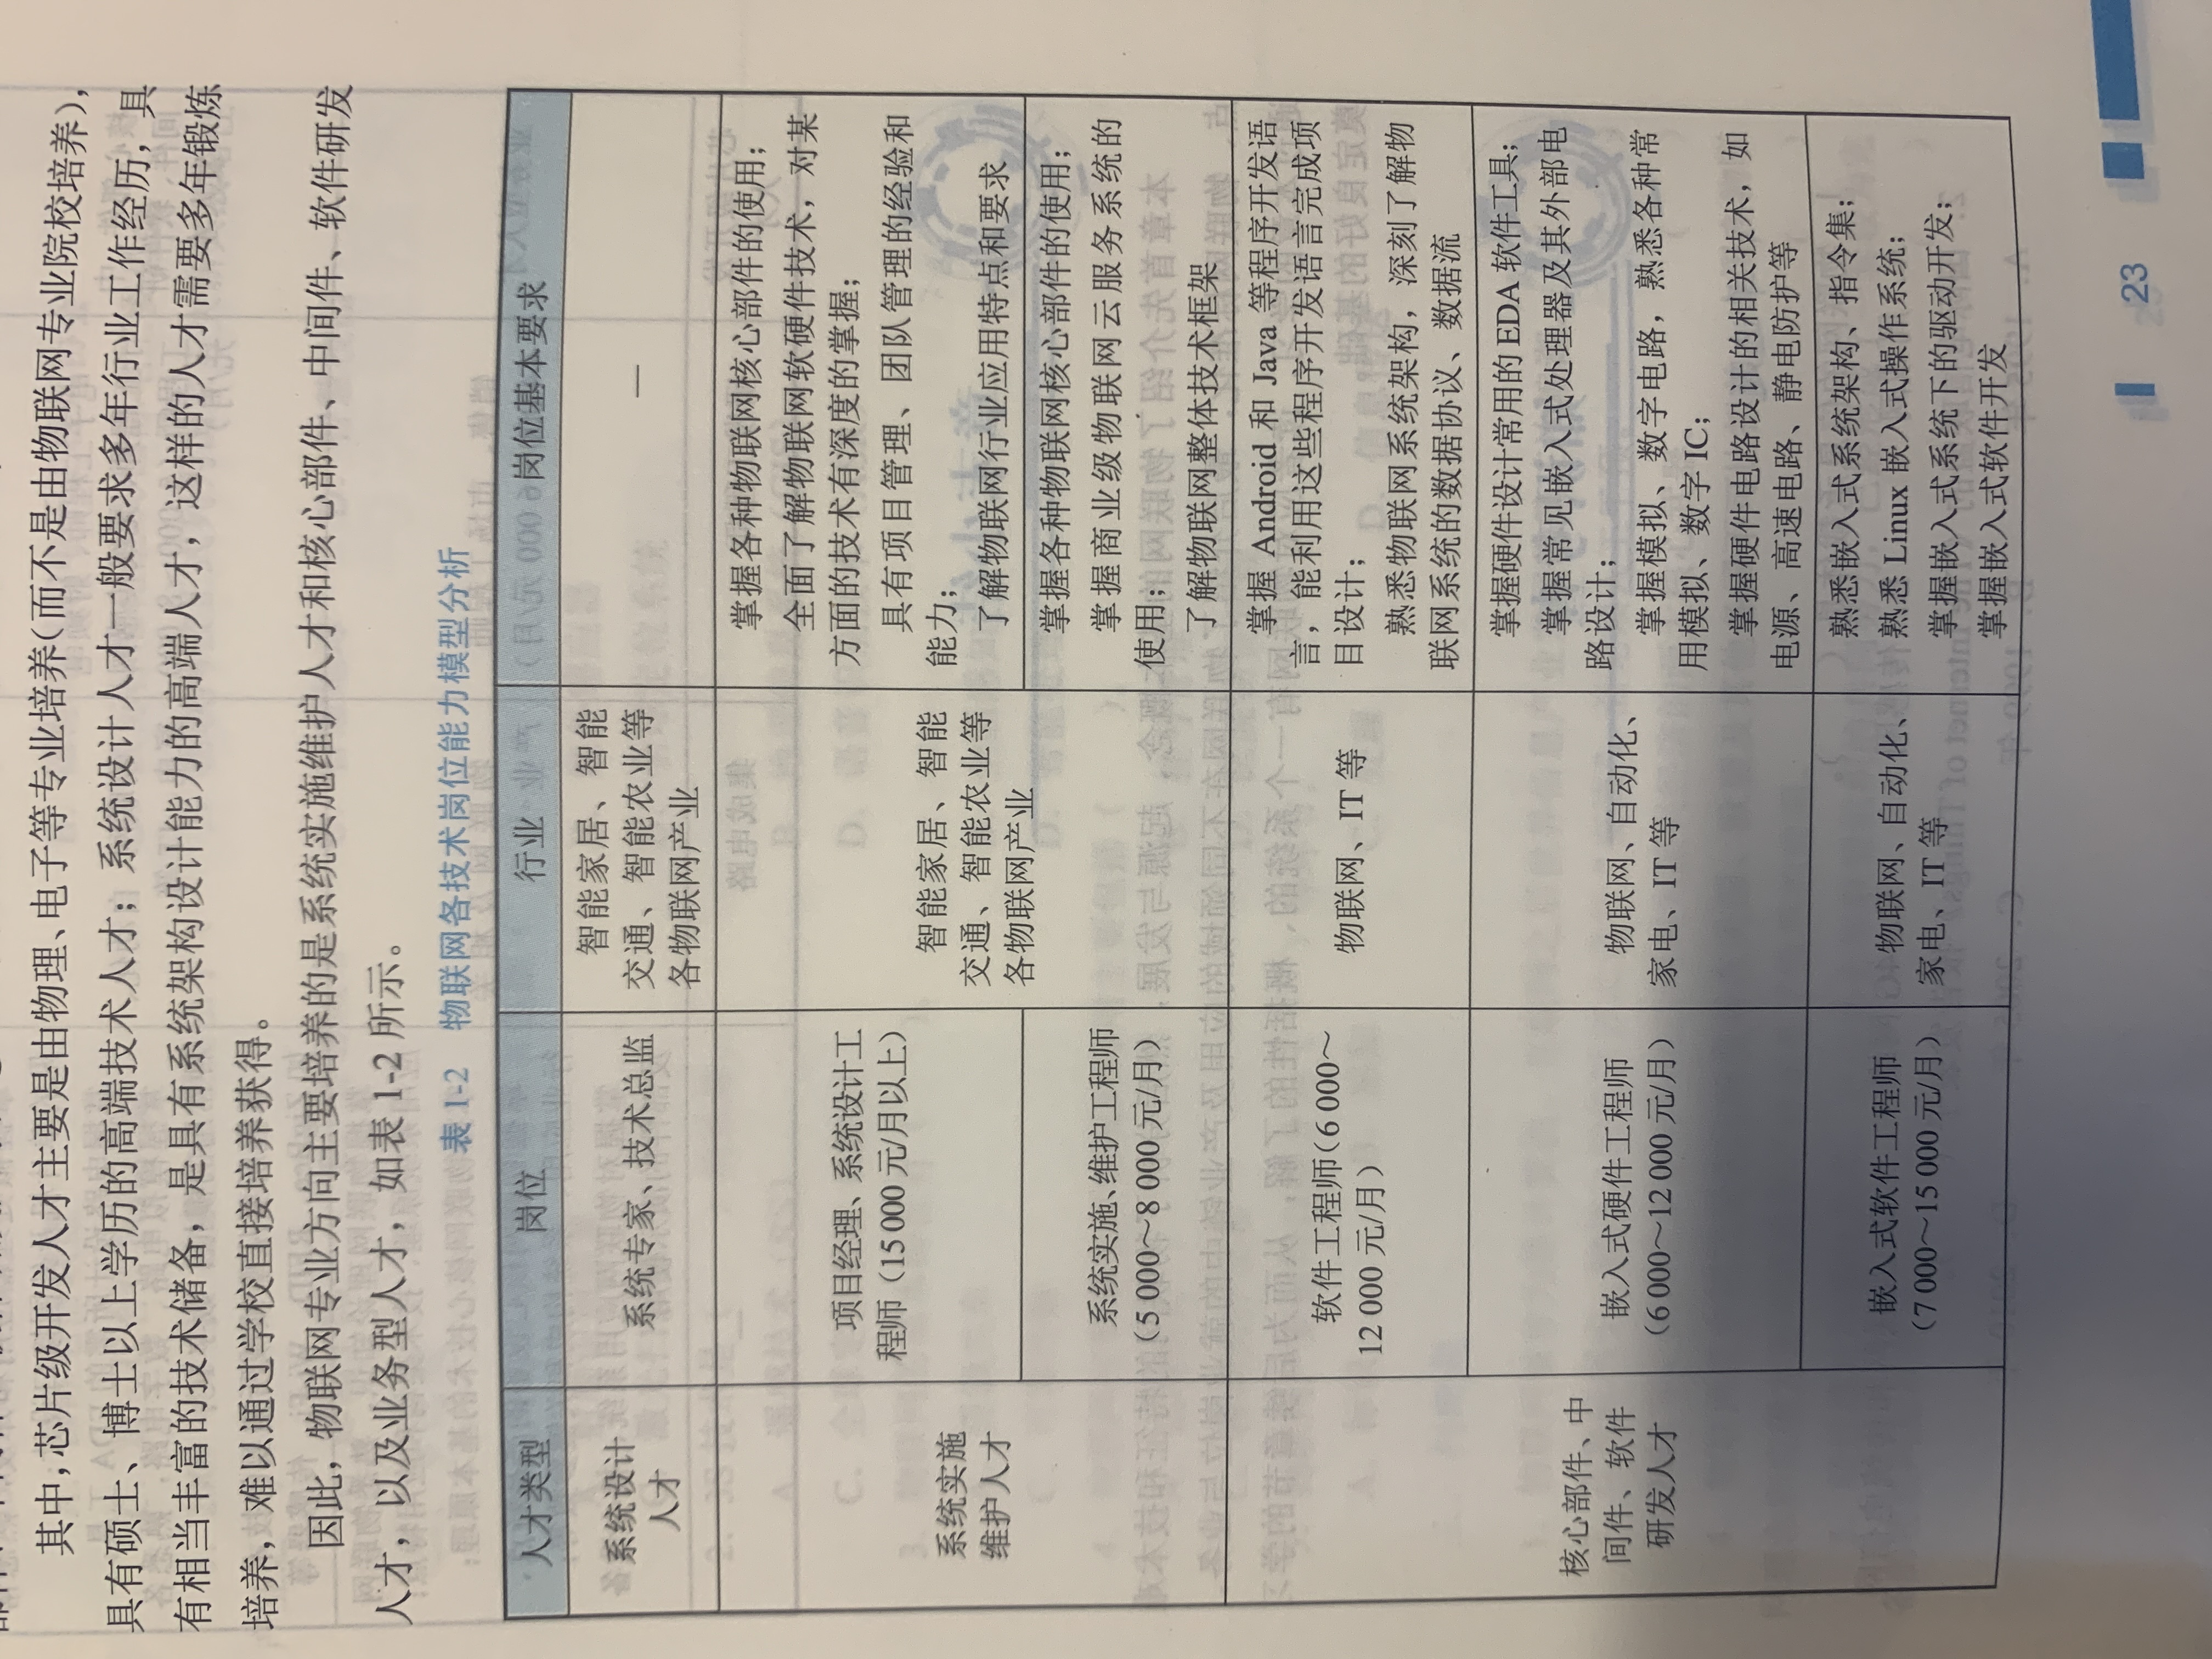 其中，芯片级开发人才主要是由物理、电子等专业培养（而不是由物联网专业院校培养），
具有硕士、博士以上学历的高端技术人才；系统设计人才一般要求多年行业工作经历，具
有相当丰富的技术储备，是具有系统架构设计能力的高端人才，这样的人才需要多年锻炼
培养，难以通过学校直接培养获得。
因此，物联网专业方向主要培养的是系统实施维护人才和核心部件、中间件、软件研发
人才，以及业务型人才，如表 1-2 所示。
表 1-2 物联网各技术岗位能力模型分析
人才类型 岗位 行业 岗位基本要求
系统设计
人才
系统专家、技术总监
智能家居、智能
交通、智能农业等
各物联网产业
—
系统实施
维护人才
项目经理、系统设计工
程师（15 000 元/月以上）
智能家居、智能
交通、智能农业等
各物联网产业
掌握各种物联网核心部件的使用；
全面了解物联网软硬件技术，对某
方面的技术有深度的掌握；
具有项目管理、团队管理的经验和
能力；
了解物联网行业应用特点和要求
系统实施、维护工程师
（5 000～8 000 元/月）
掌握各种物联网核心部件的使用；
掌握商业级物联网云服务系统的
使用；
了解物联网整体技术框架
核心部件、中
间件、软件
研发人才
软件工程师（6 000～
12 000 元/月）
物联网、IT 等
掌握 Android 和 Java 等程序开发语
言，能利用这些程序开发语言完成项
目设计；
熟悉物联网系统架构，深刻了解物
联网系统的数据协议、数据流
嵌入式硬件工程师
（6 000～12 000 元/月）
物联网、自动化、
家电、IT 等
掌握硬件设计常用的 EDA 软件工具；
掌握常见嵌入式处理器及其外部电
路设计；
掌握模拟、数字电路，熟悉各种常
用模拟、数字 IC；
掌握硬件电路设计的相关技术，如
电源、高速电路、静电防护等
嵌入式软件工程师
（7 000～15 000 元/月）
物联网、自动化、
家电、IT 等
熟悉嵌入式系统架构、指令集；
熟悉 Linux 嵌入式操作系统；
掌握嵌入式系统下的驱动开发；
掌握嵌入式软件开发
23